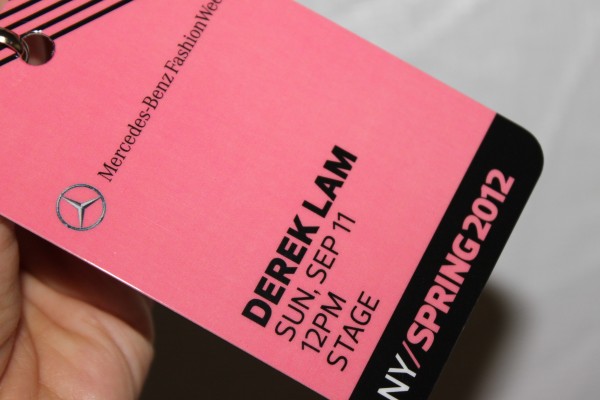 Mercedes-Benz FashionWee
DEREK LAM
SUN, SEP 11
12PM
STAGE
NY/SPRING2012